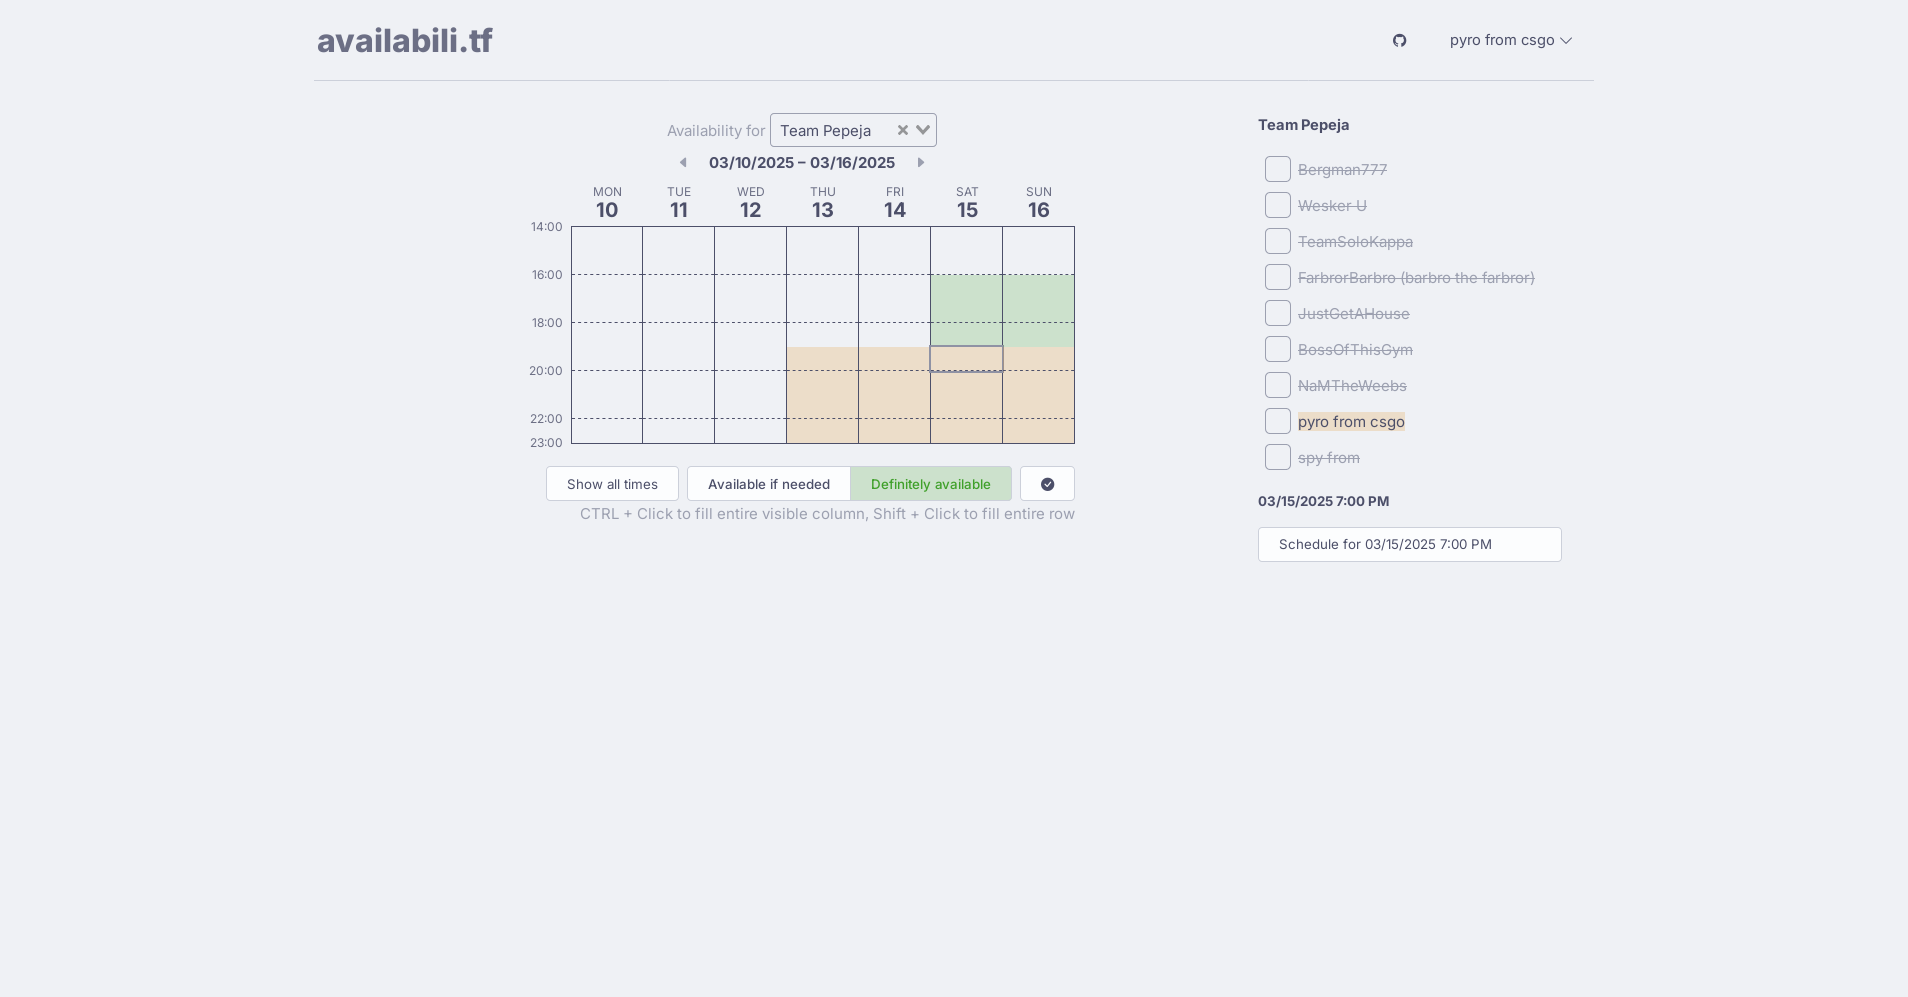 availabili.tf
pyro from csgo
Availability for Team Pepeja
03/10/2025 – 03/16/2025
MON TUE WED THU FRI SAT SUN
10 11 12 13 14 15 16
14:00
16:00
18:00
20:00
22:00
23:00
Show all times Available if needed Definitely available
CTRL + Click to fill entire visible column, Shift + Click to fill entire row
Team Pepeja
Bergman777
Wesker U
TeamSoloKappa
FarbrorBarbro (barbro the farbror)
JustGetAHouse
BossOfThisGym
NaMTheWeebs
pyro from csgo
spy from
03/15/2025 7:00 PM
Schedule for 03/15/2025 7:00 PM